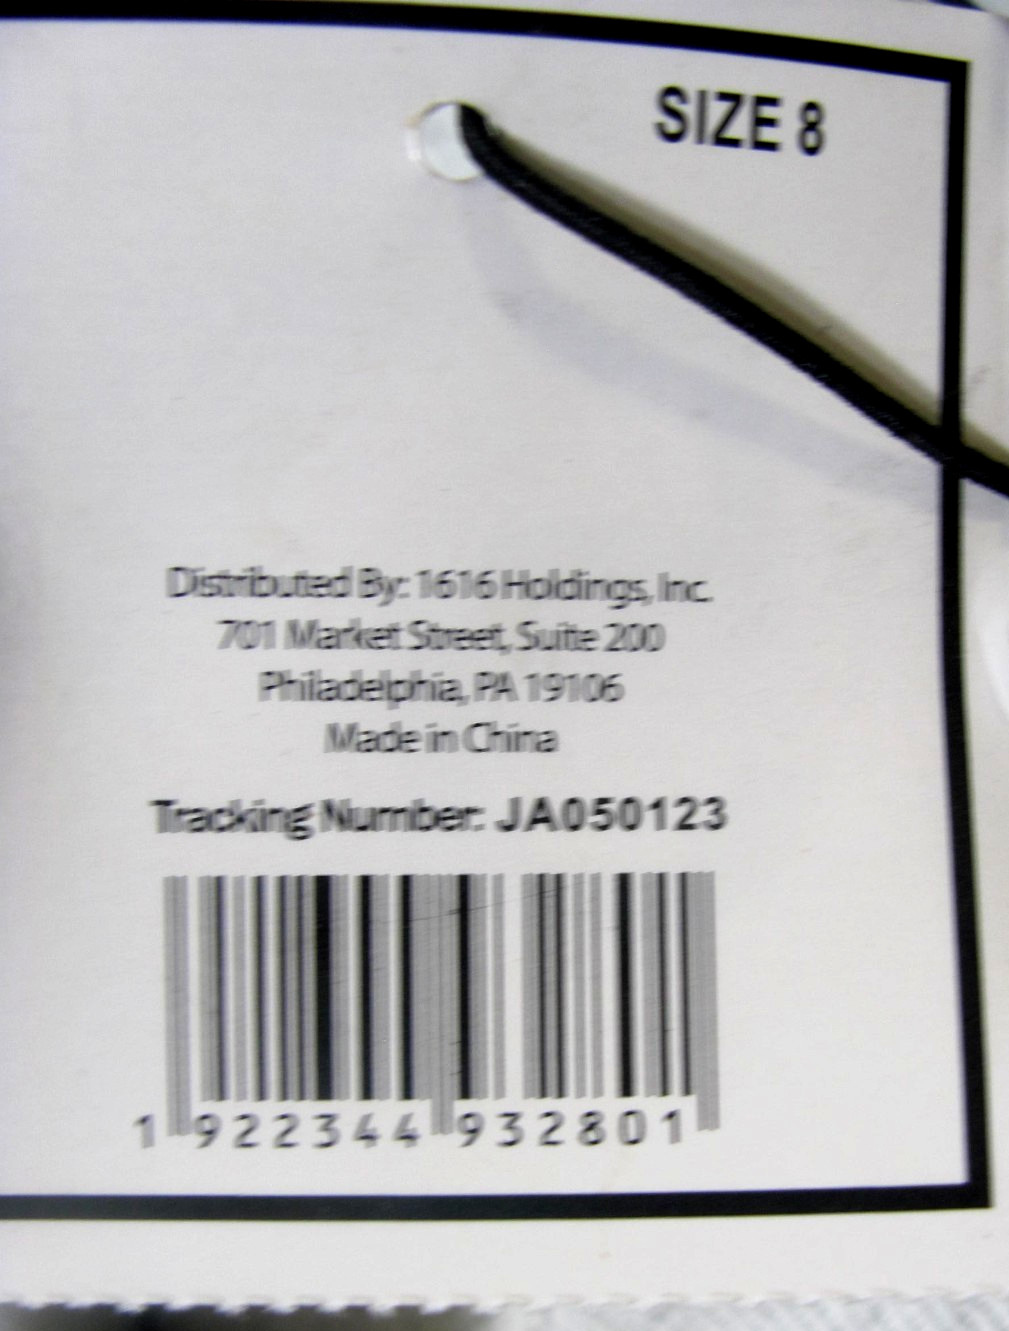 SIZE 8
Distributed By: 1616 Holdings, Inc.
701 Market Street, Suite 200
Philadelphia, PA 19106
Made in China
Tracking Number: JA050123
1 922344 932801